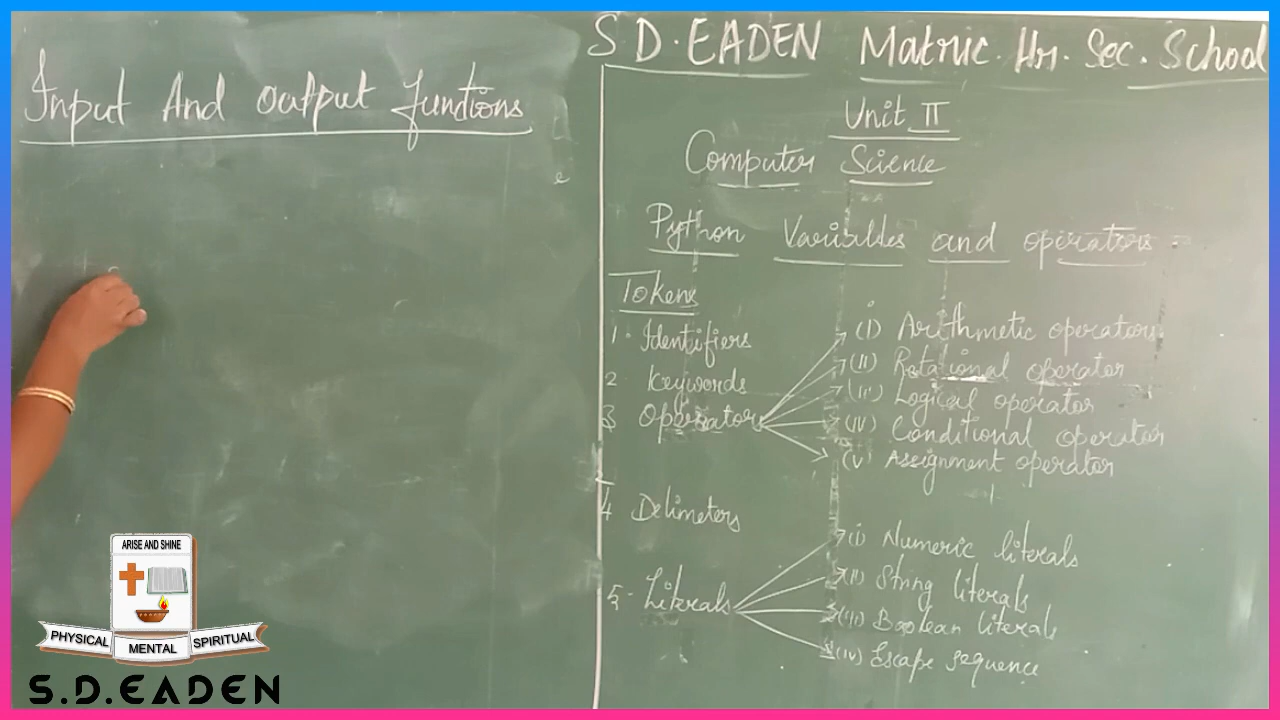 Input And Output functions
S.D.EADEN Matric. Hr. Sec. School
Unit II
Computer Science
Python Variables and operators
Tokens
1. Identifiers
2. Keywords
3 Operators
(i) Arithmetic operators
(ii) Rotational operator
(iii) Logical operator
(iv) Conditional operator
(v) Assignment operator
4 Delimeters
5. Literals
(i) Numeric literals
(ii) String literals
(iii) Boolean literals
(iv) Escape sequence
ARISE AND SHINE
PHYSICAL MENTAL SPIRITUAL
S.D.EADEN